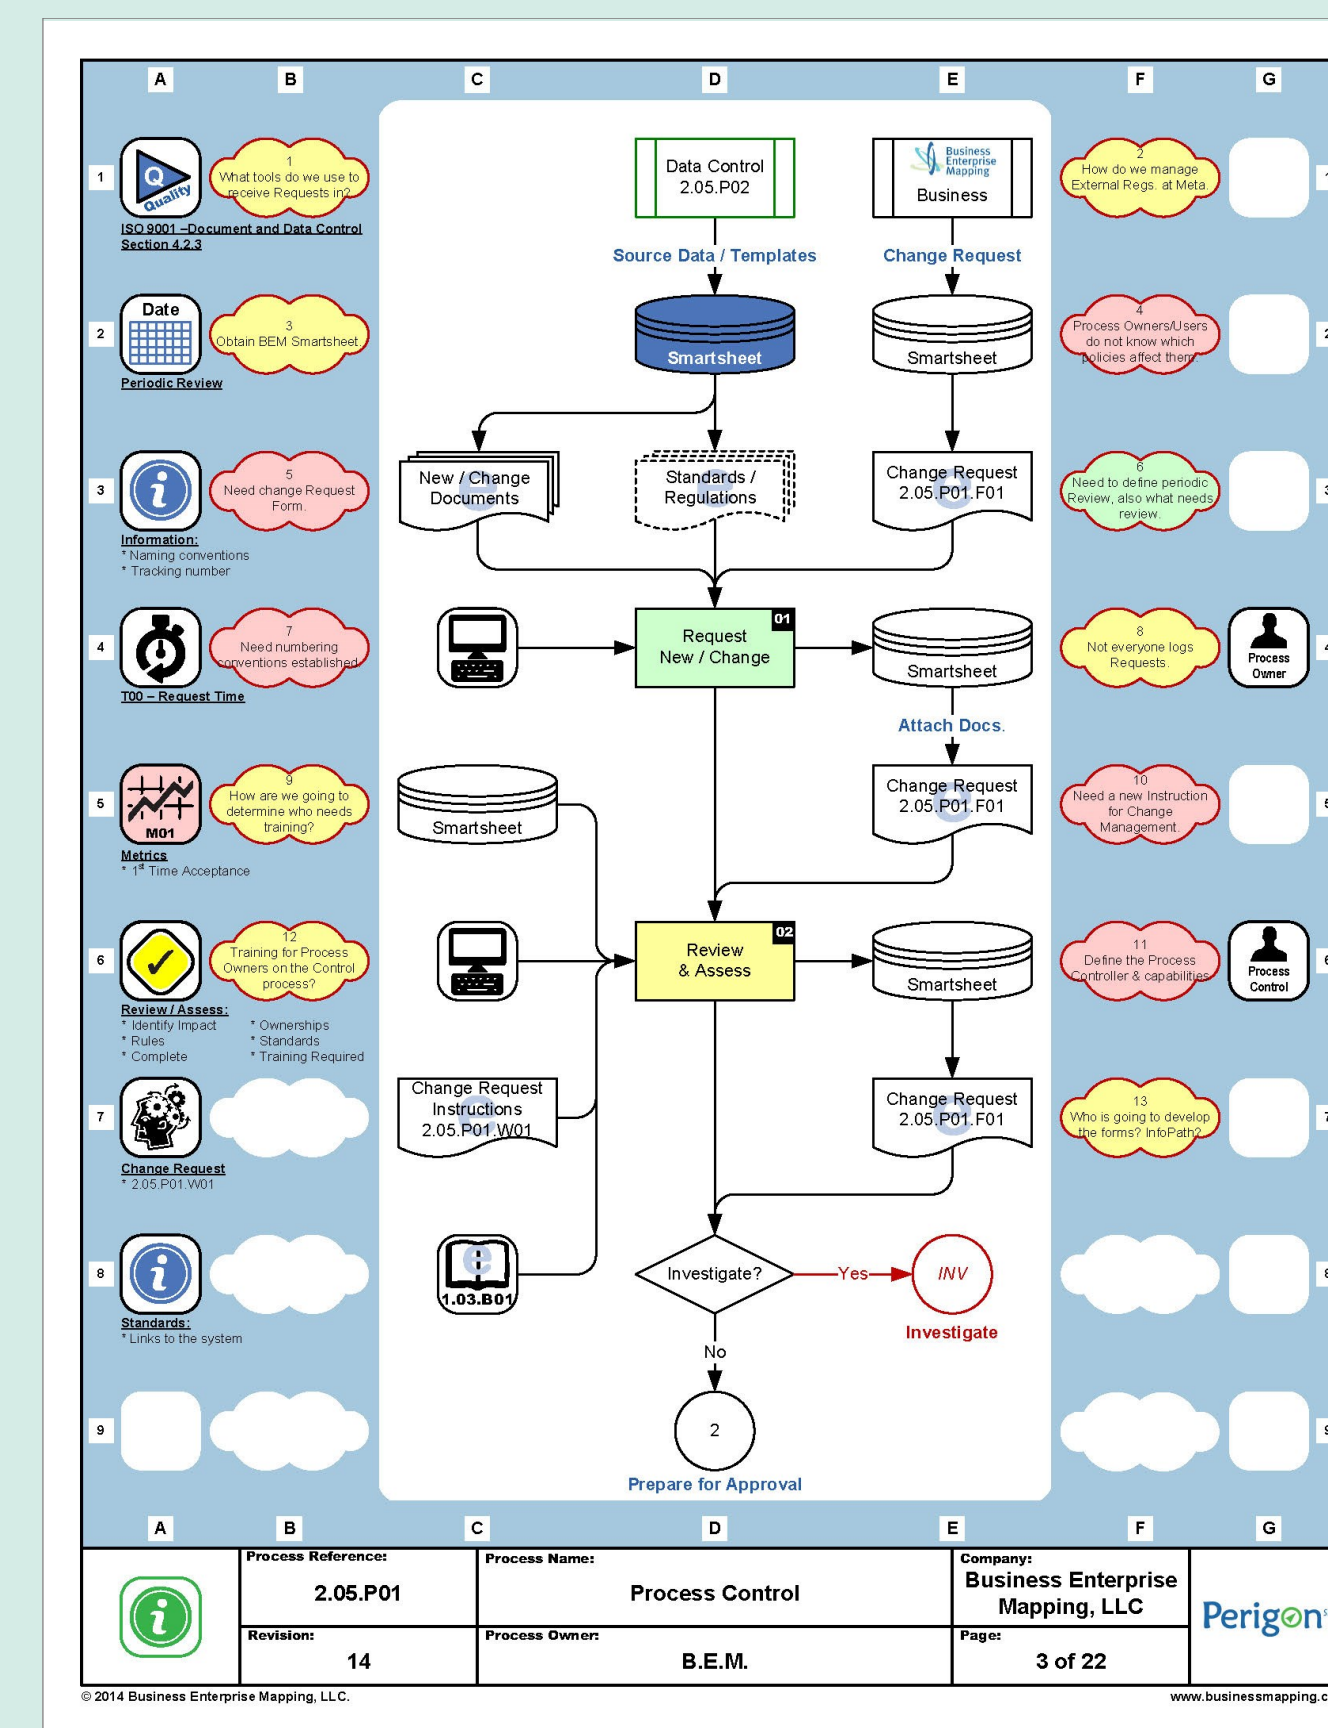 A B C D E F G
1
Q
Quality
ISO 9001 –Document and Data Control
Section 4.2.3
1
What tools do we use to
receive Requests in?
Data Control
2.05.P02
Business
Enterprise
Mapping
Business
2
How do we manage
External Regs. at Meta.
Source Data / Templates
Change Request
2
Date
Periodic Review
3
Obtain BEM Smartsheet.
Smartsheet
Smartsheet
4
Process Owners/Users
do not know which
policies affect them.
3
i
Information:
* Naming conventions
* Tracking number
5
Need change Request
Form.
New / Change
Documents
Standards /
Regulations
Change Request
2.05.P01.F01
6
Need to define periodic
Review, also what needs
review.
4
T00 – Request Time
7
Need numbering
conventions established
01
Request
New / Change
Smartsheet
8
Not everyone logs
Requests.
Process
Owner
Attach Docs.
5
M01
Metrics
* 1st Time Acceptance
9
How are we going to
determine who needs
training?
Smartsheet
Change Request
2.05.P01.F01
10
Need a new Instruction
for Change
Management.
6
Review / Assess:
* Identify Impact
* Rules
* Complete
* Ownerships
* Standards
* Training Required
12
Training for Process
Owners on the Control
process?
02
Review
& Assess
Smartsheet
11
Define the Process
Controller & capabilities
Process
Control
7
Change Request
* 2.05.P01.W01
Change Request
Instructions
2.05.P01.W01
Change Request
2.05.P01.F01
13
Who is going to develop
the forms? InfoPath?
8
i
Standards:
* Links to the system
e
1.03.B01
Investigate?
Yes
INV
Investigate
No
9
2
Prepare for Approval
A B C D E F G
i
Process Reference:
2.05.P01
Process Name:
Process Control
Company:
Business Enterprise
Mapping, LLC
Perigon
Revision:
14
Process Owner:
B.E.M.
Page:
3 of 22
© 2014 Business Enterprise Mapping, LLC.
www.businessmapping.c